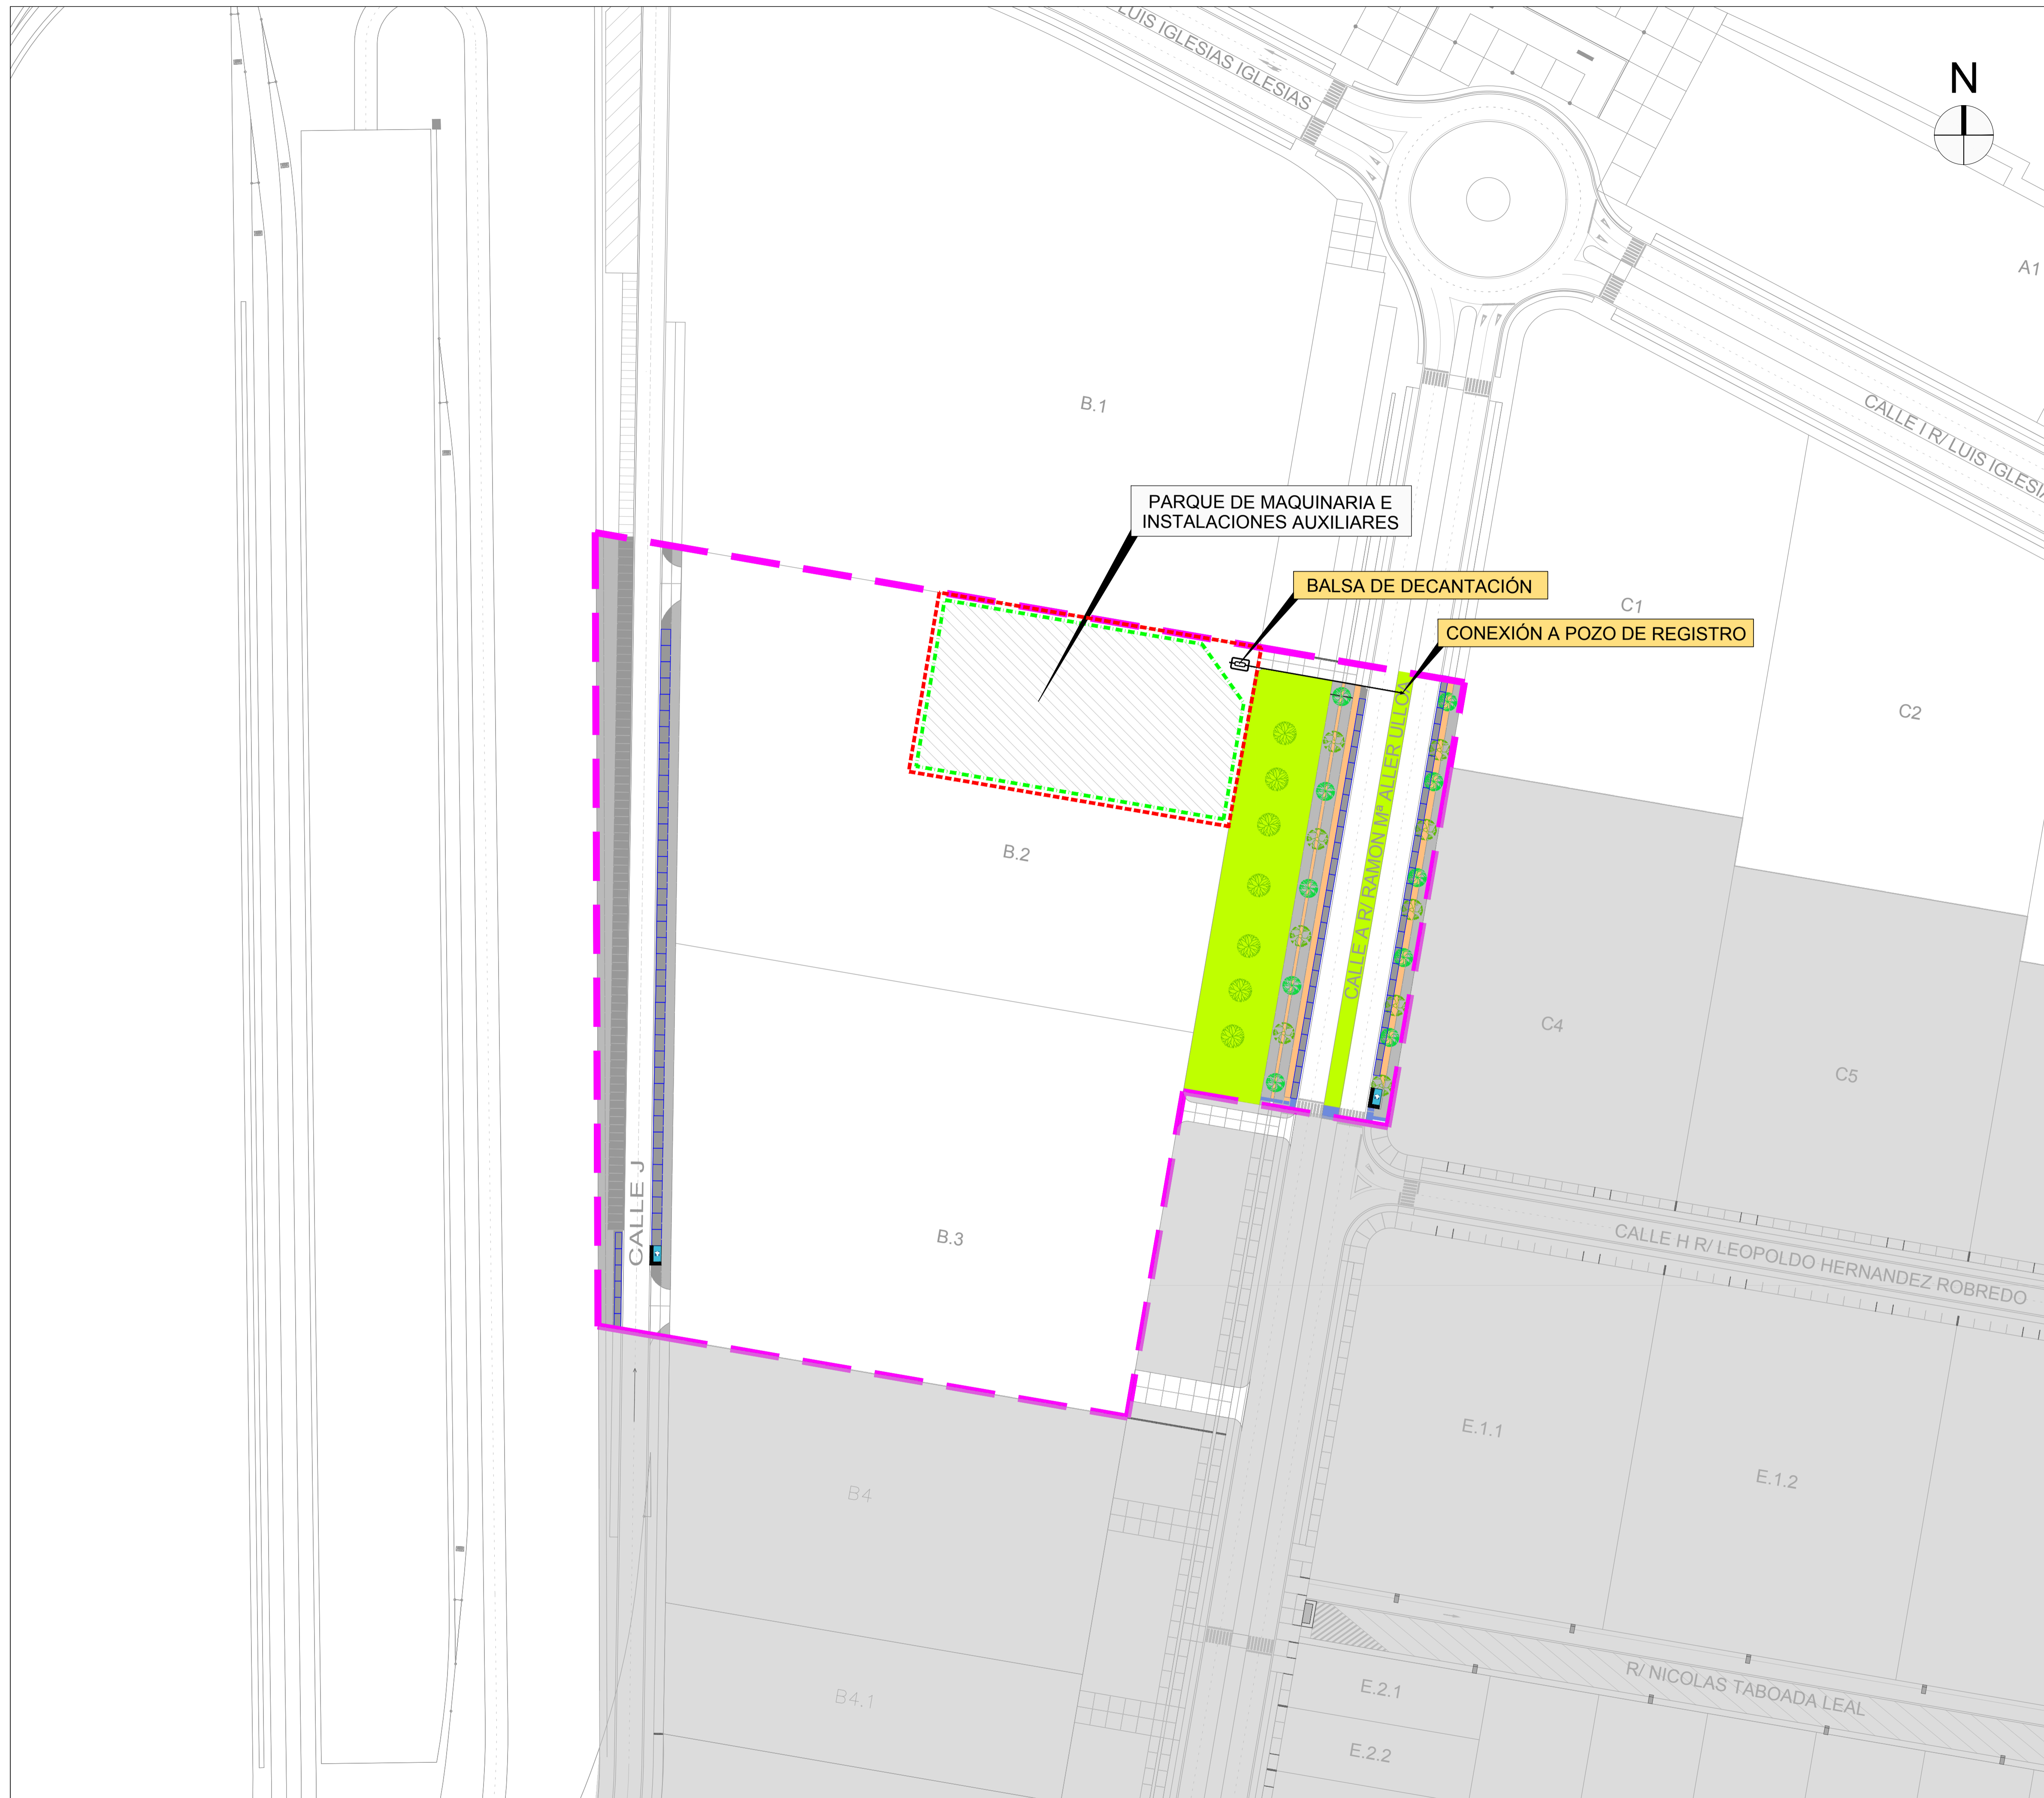 LUIS IGLESIAS IGLESIAS
N
A1
B.1
CALLE I R/ LUIS IGLESI
PARQUE DE MAQUINARIA E
INSTALACIONES AUXILIARES
BALSA DE DECANTACIÓN
C1
CONEXIÓN A POZO DE REGISTRO
C2
CALLE A R/ RAMON Mª ALLER ULLOA
B.2
C4
C5
CALLE J
B.3
CALLE H R/ LEOPOLDO HERNANDEZ ROBREDO
E.1.1
E.1.2
B4
R/ NICOLAS TABOADA LEAL
E.2.1
B4.1
E.2.2